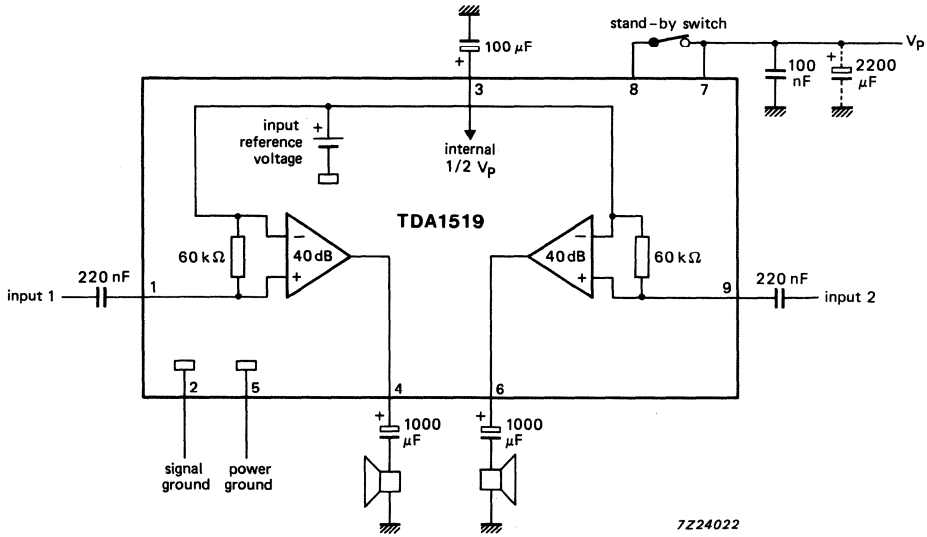 stand–by switch
100 µF
+
VP
3
8
7
100
nF
+
2200
µF
input
reference
voltage
+
internal
1/2 VP
TDA1519
60 kΩ
−
40 dB
+
−
40 dB
+
60 kΩ
220 nF
input 1
1
9
220 nF
input 2
2
5
4
6
+
1000
µF
+
1000
µF
signal
ground
power
ground
7Z24022